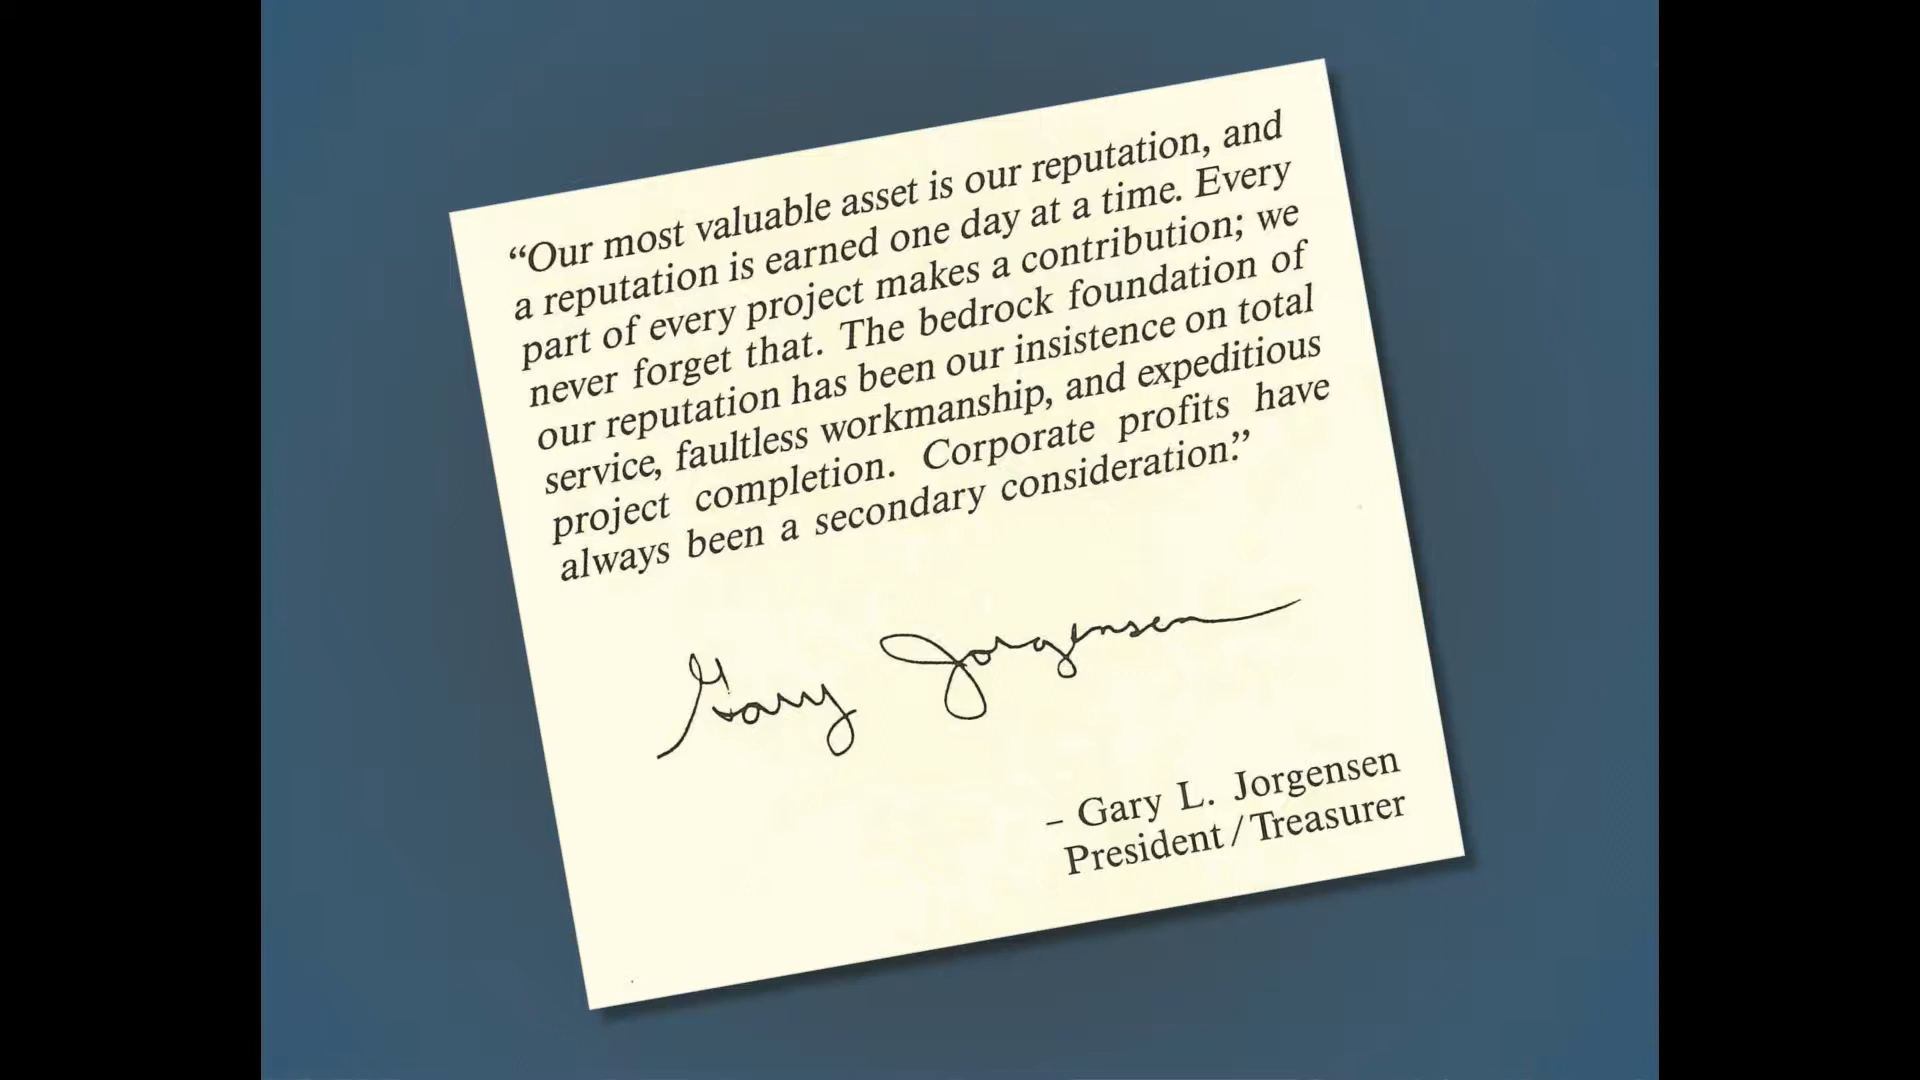 “Our most valuable asset is our reputation, and
a reputation is earned one day at a time. Every
part of every project makes a contribution; we
never forget that. The bedrock foundation of
our reputation has been our insistence on total
service, faultless workmanship, and expeditious
project completion. Corporate profits have
always been a secondary consideration.”
Gary Jorgensen
– Gary L. Jorgensen
President / Treasurer